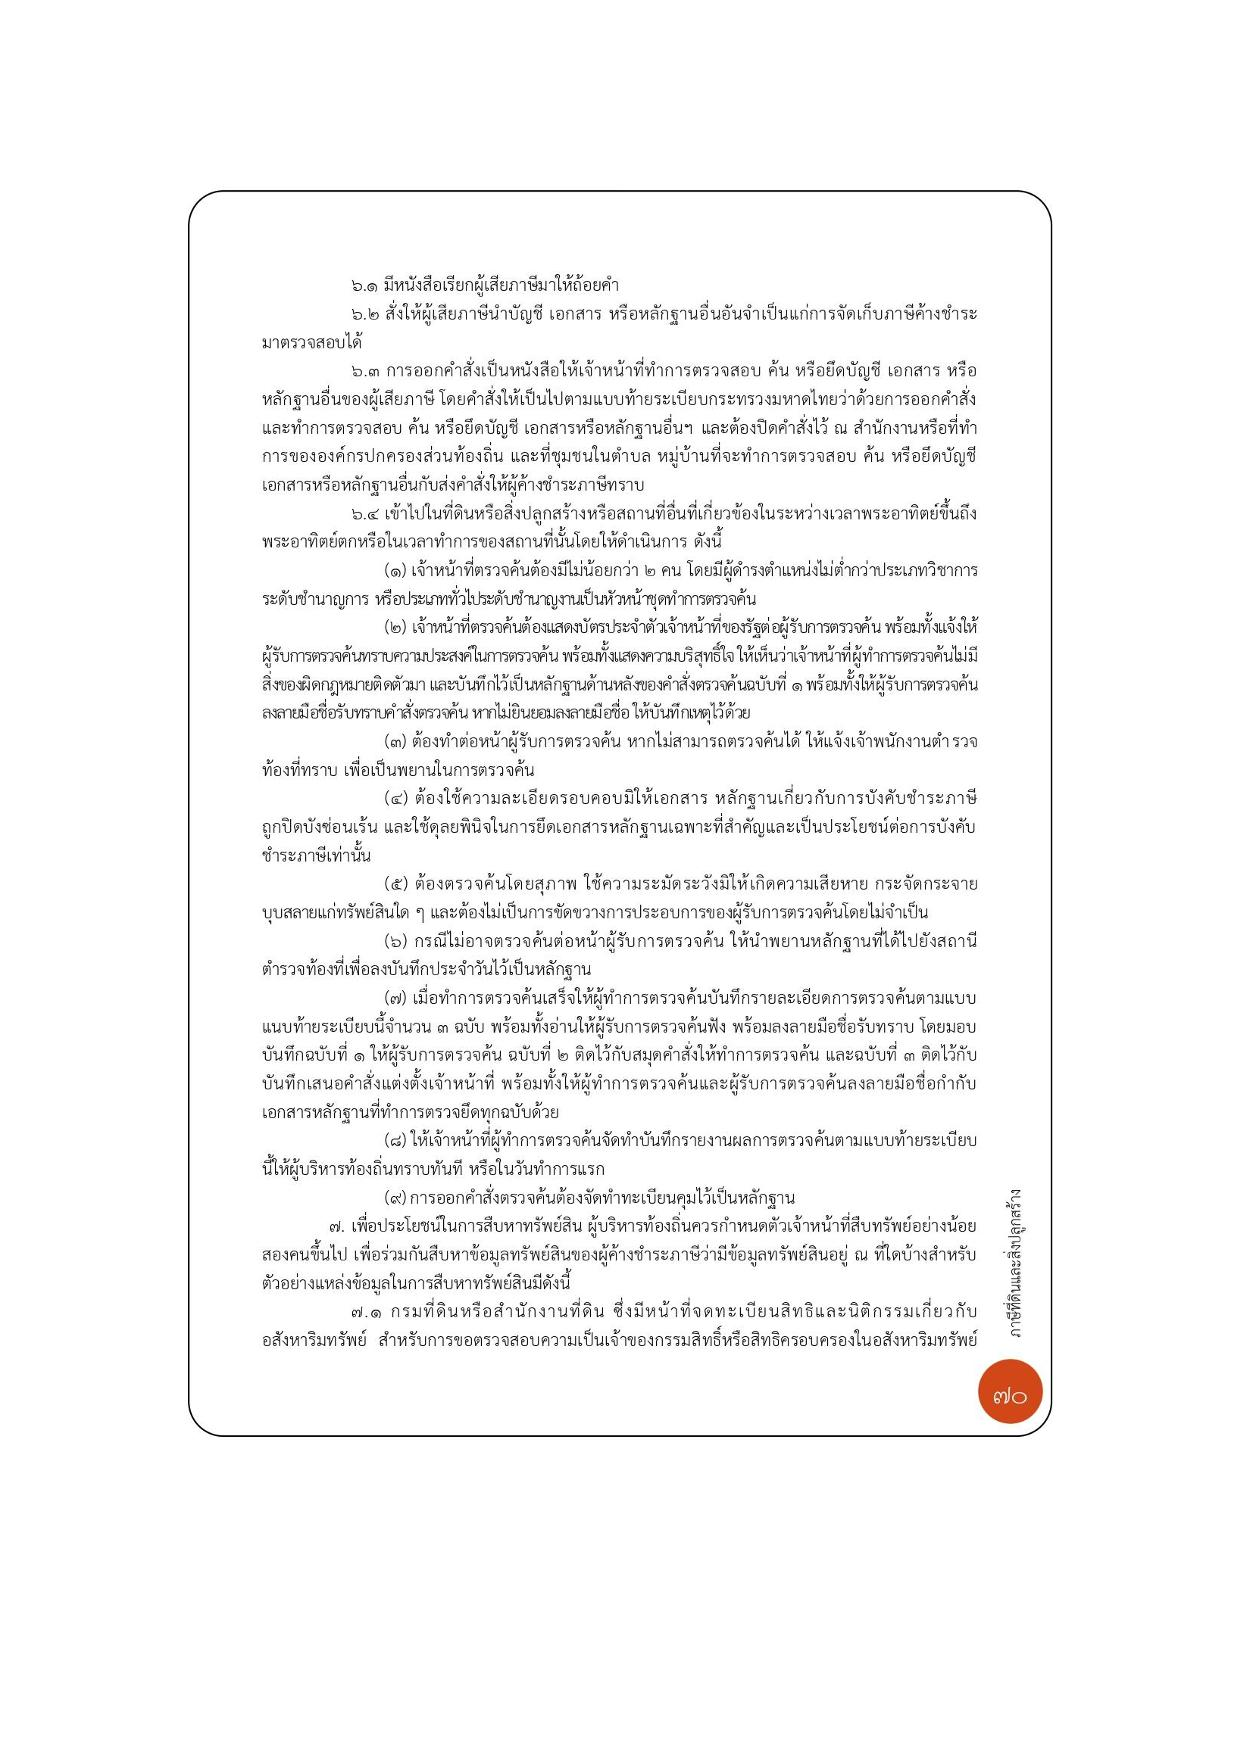 ๖.๑ มีหนังสือเรียกผู้เสียภาษีมาให้ถ้อยคำ
๖.๒ สั่งให้ผู้เสียภาษีนำบัญชี เอกสาร หรือหลักฐานอื่นอันจำเป็นแก่การจัดเก็บภาษีค้างชำระ
มาตรวจสอบได้
๖.๓ การออกคำสั่งเป็นหนังสือให้เจ้าหน้าที่ทำการตรวจสอบ ค้น หรือยึดบัญชี เอกสาร หรือ
หลักฐานอื่นของผู้เสียภาษี โดยคำสั่งให้เป็นไปตามแบบท้ายระเบียบกระทรวงมหาดไทยว่าด้วยการออกคำสั่ง
และทำการตรวจสอบ ค้น หรือยึดบัญชี เอกสารหรือหลักฐานอื่นฯ และต้องปิดคำสั่งไว้ ณ สำนักงานหรือที่ทำ
การขององค์กรปกครองส่วนท้องถิ่น และที่ชุมชนในตำบล หมู่บ้านที่จะทำการตรวจสอบ ค้น หรือยึดบัญชี
เอกสารหรือหลักฐานอื่นกับส่งคำสั่งให้ผู้ค้างชำระภาษีทราบ
๖.๔ เข้าไปในที่ดินหรือสิ่งปลูกสร้างหรือสถานที่อื่นที่เกี่ยวข้องในระหว่างเวลาพระอาทิตย์ขึ้นถึง
พระอาทิตย์ตกหรือในเวลาทำการของสถานที่นั้นโดยให้ดำเนินการ ดังนี้
(๑) เจ้าหน้าที่ตรวจค้นต้องมีไม่น้อยกว่า ๒ คน โดยมีผู้ดำรงตำแหน่งไม่ต่ำกว่าประเภทวิชาการ
ระดับชำนาญการ หรือประเภททั่วไประดับชำนาญงานเป็นหัวหน้าชุดทำการตรวจค้น
(๒) เจ้าหน้าที่ตรวจค้นต้องแสดงบัตรประจำตัวเจ้าหน้าที่ของรัฐต่อผู้รับการตรวจค้น พร้อมทั้งแจ้งให้
ผู้รับการตรวจค้นทราบความประสงค์ในการตรวจค้น พร้อมทั้งแสดงความบริสุทธิ์ใจ ให้เห็นว่าเจ้าหน้าที่ผู้ทำการตรวจค้นไม่มี
สิ่งของผิดกฎหมายติดตัวมา และบันทึกไว้เป็นหลักฐานด้านหลังของคำสั่งตรวจค้นฉบับที่ ๑ พร้อมทั้งให้ผู้รับการตรวจค้น
ลงลายมือชื่อรับทราบคำสั่งตรวจค้น หากไม่ยินยอมลงลายมือชื่อ ให้บันทึกเหตุไว้ด้วย
(๓) ต้องทำต่อหน้าผู้รับการตรวจค้น หากไม่สามารถตรวจค้นได้ ให้แจ้งเจ้าพนักงานตำรวจ
ท้องที่ทราบ เพื่อเป็นพยานในการตรวจค้น
(๔) ต้องใช้ความละเอียดรอบคอบมิให้เอกสาร หลักฐานเกี่ยวกับการบังคับชำระภาษี
ถูกปิดบังซ่อนเร้น และใช้ดุลยพินิจในการยึดเอกสารหลักฐานเฉพาะที่สำคัญและเป็นประโยชน์ต่อการบังคับ
ชำระภาษีเท่านั้น
(๕) ต้องตรวจค้นโดยสุภาพ ใช้ความระมัดระวังมิให้เกิดความเสียหาย กระจัดกระจาย
บุบสลายแก่ทรัพย์สินใด ๆ และต้องไม่เป็นการขัดขวางการประกอบการของผู้รับการตรวจค้นโดยไม่จำเป็น
(๖) กรณีไม่อาจตรวจค้นต่อหน้าผู้รับการตรวจค้น ให้นำพยานหลักฐานที่ได้ไปยังสถานี
ตำรวจท้องที่เพื่อลงบันทึกประจำวันไว้เป็นหลักฐาน
(๗) เมื่อทำการตรวจค้นเสร็จให้ผู้ทำการตรวจค้นบันทึกรายละเอียดการตรวจค้นตามแบบ
แนบท้ายระเบียบนี้จำนวน ๓ ฉบับ พร้อมทั้งอ่านให้ผู้รับการตรวจค้นฟัง พร้อมลงลายมือชื่อรับทราบ โดยมอบ
บันทึกฉบับที่ ๑ ให้ผู้รับการตรวจค้น ฉบับที่ ๒ ติดไว้กับสมุดคำสั่งให้ทำการตรวจค้น และฉบับที่ ๓ ติดไว้กับ
บันทึกเสนอคำสั่งแต่งตั้งเจ้าหน้าที่ พร้อมทั้งให้ผู้ทำการตรวจค้นและผู้รับการตรวจค้นลงลายมือชื่อกำกับ
เอกสารหลักฐานที่ทำการตรวจยึดทุกฉบับด้วย
(๘) ให้เจ้าหน้าที่ผู้ทำการตรวจค้นจัดทำบันทึกรายงานผลการตรวจค้นตามแบบท้ายระเบียบ
นี้ให้ผู้บริหารท้องถิ่นทราบทันที หรือในวันทำการแรก
(๙) การออกคำสั่งตรวจค้นต้องจัดทำทะเบียนคุมไว้เป็นหลักฐาน
๗. เพื่อประโยชน์ในการสืบหาทรัพย์สิน ผู้บริหารท้องถิ่นควรกำหนดตัวเจ้าหน้าที่สืบทรัพย์อย่างน้อย
สองคนขึ้นไป เพื่อร่วมกันสืบหาข้อมูลทรัพย์สินของผู้ค้างชำระภาษีว่ามีข้อมูลทรัพย์สินอยู่ ณ ที่ใดบ้างสำหรับ
ตัวอย่างแหล่งข้อมูลในการสืบหาทรัพย์สินมีดังนี้
๗.๑ กรมที่ดินหรือสำนักงานที่ดิน ซึ่งมีหน้าที่จดทะเบียนสิทธิและนิติกรรมเกี่ยวกับ
อสังหาริมทรัพย์ สำหรับการขอตรวจสอบความเป็นเจ้าของกรรมสิทธิ์หรือสิทธิครอบครองในอสังหาริมทรัพย์
ภาษีที่ดินและสิ่งปลูกสร้าง
๗๐